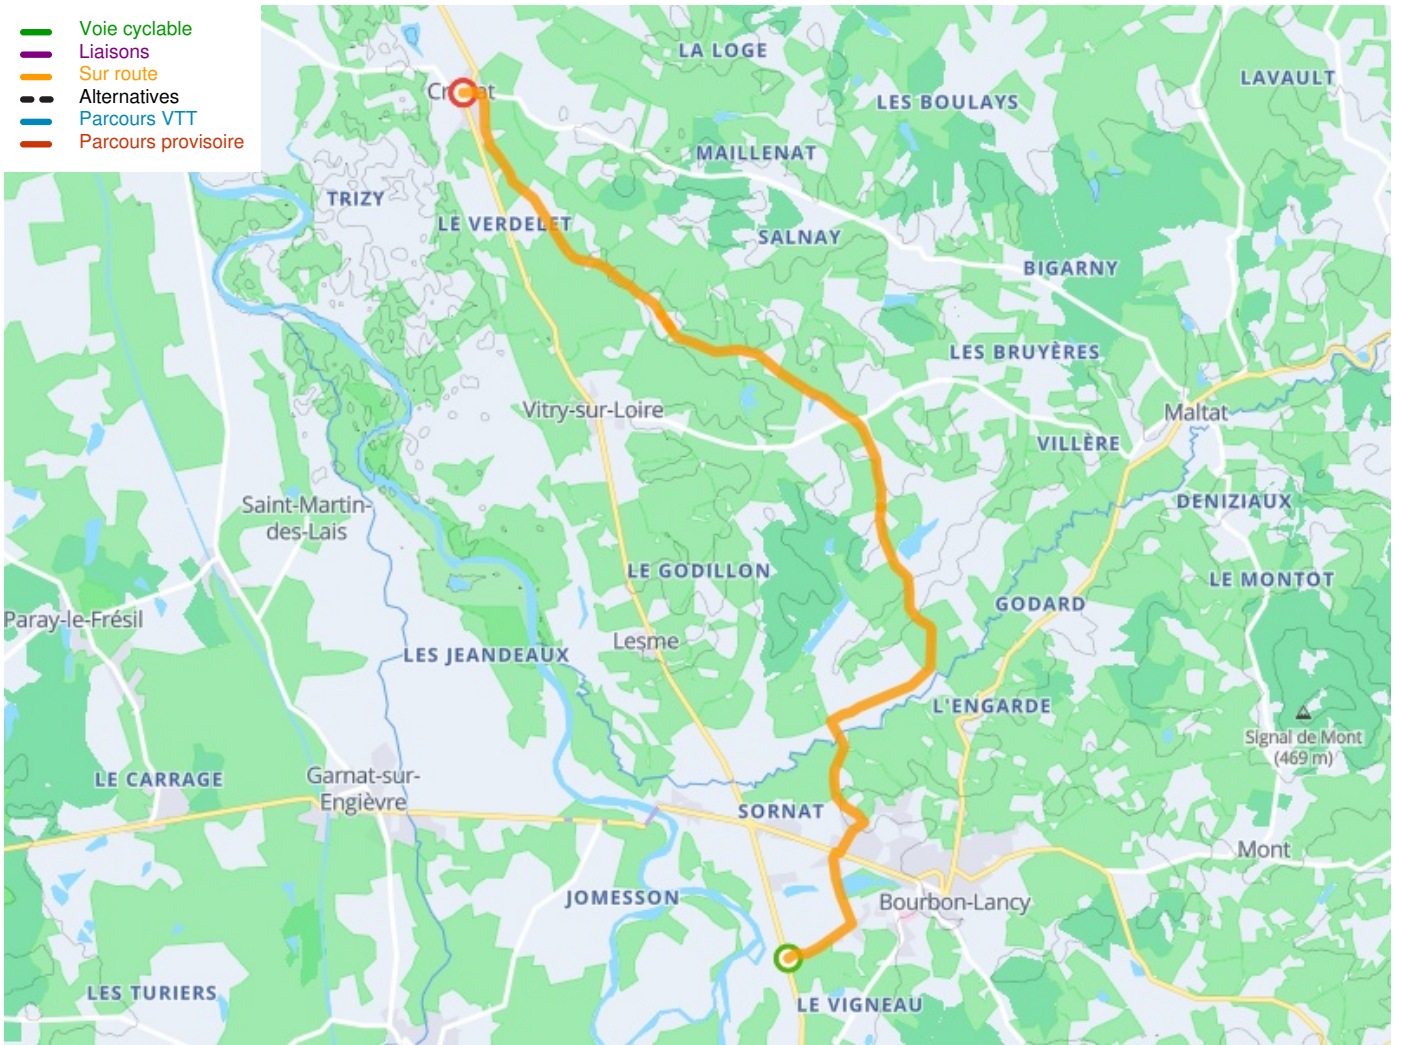 Voie cyclable
Liaisons
Sur route
Alternatives
Parcours VTT
Parcours provisoire
LA LOGE
LAVAULT
LES BOULAYS
MAILLENAT
TRIZY
LE VERDELET
SALNAY
BIGARNY
LES BRUYÈRES
Vitry-sur-Loire
Maltat
VILLÈRE
Saint-Martin-
des-Lais
DENIZIAUX
LE GODILLON
LE MONTOT
GODARD
Paray-le-Frésil
Lesme
LES JEANDEAUX
L'ENGARDE
Signal de Mont
(469 m)
LE CARRAGE
Garnat-sur-
Engièvre
SORNAT
Mont
JOMESSON
Bourbon-Lancy
LES TURIERS
LE VIGNEAU